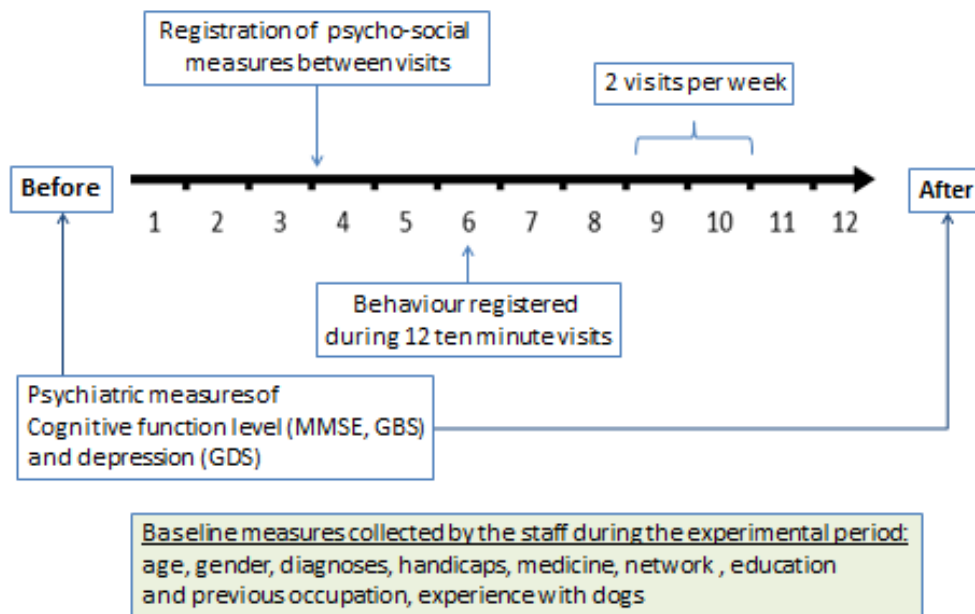 Registration of psycho-social
measures between visits
2 visits per week
Before
After
1 2 3 4 5 6 7 8 9 10 11 12
Behaviour registered
during 12 ten minute visits
Psychiatric measures of
Cognitive function level (MMSE, GBS)
and depression (GDS)
Baseline measures collected by the staff during the experimental period:
age, gender, diagnoses, handicaps, medicine, network , education
and previous occupation, experience with dogs